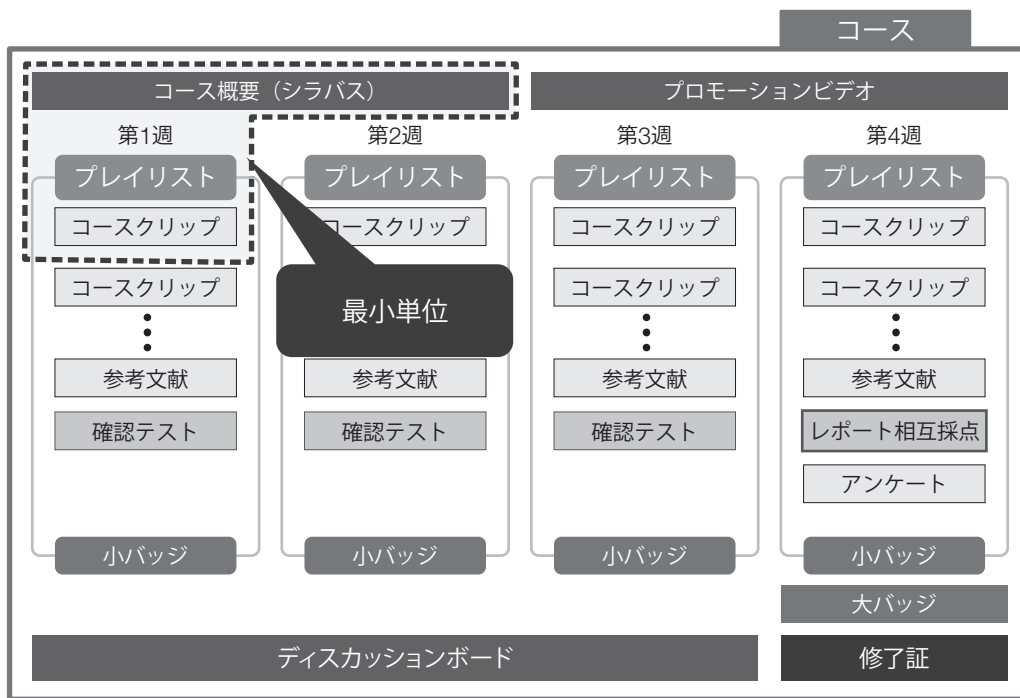 コース
コース概要（シラバス）
プロモーションビデオ
第1週
プレイリスト
コースクリップ
コースクリップ
参考文献
確認テスト
小バッジ
第2週
プレイリスト
コースクリップ
最小単位
参考文献
確認テスト
小バッジ
第3週
プレイリスト
コースクリップ
コースクリップ
参考文献
確認テスト
小バッジ
第4週
プレイリスト
コースクリップ
コースクリップ
参考文献
レポート相互採点
アンケート
小バッジ
大バッジ
ディスカッションボード
修了証